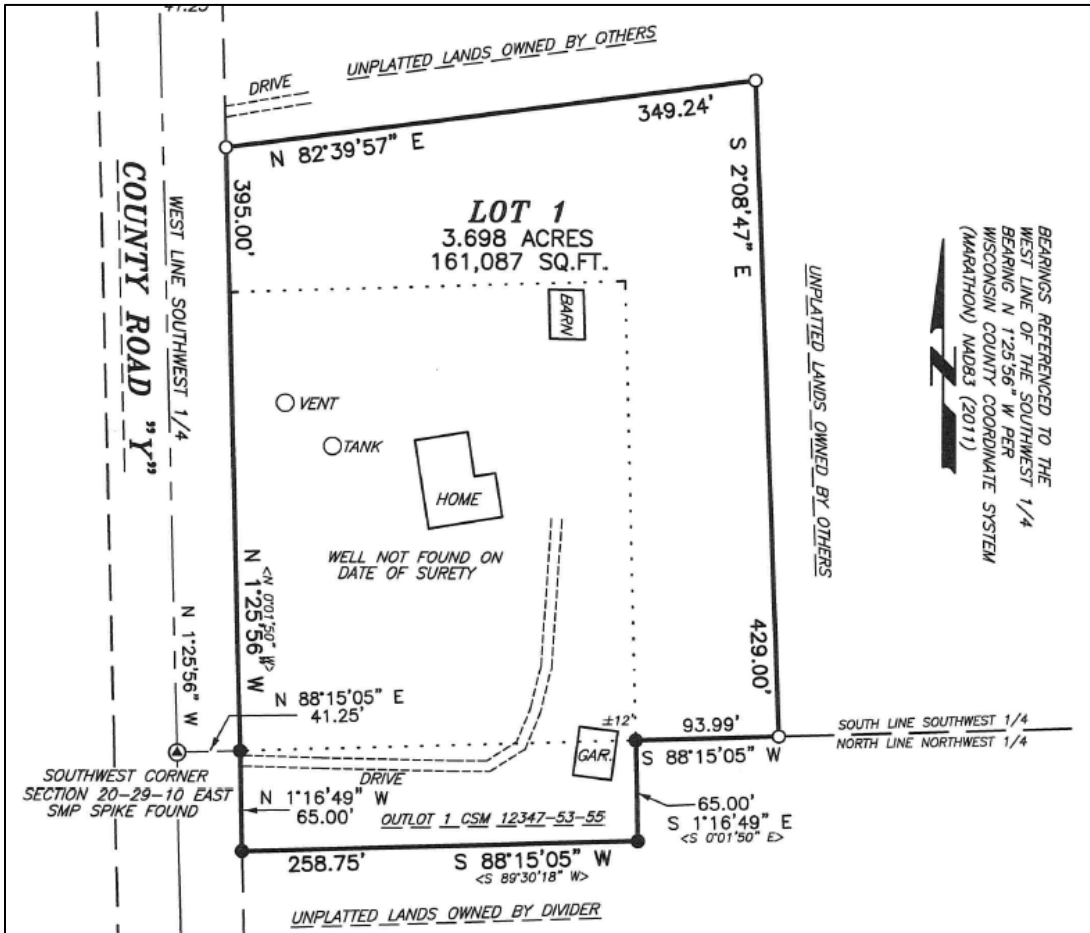 UNPLATTED LANDS OWNED BY OTHERS
DRIVE
349.24'
N 82°39'57" E
S 2°08'47" E
395.00'
LOT 1
3.698 ACRES
161,087 SQ.FT.
WEST LINE SOUTHWEST 1/4
COUNTY ROAD "Y"
BARN
UNPLATTED LANDS OWNED BY OTHERS
BEARINGS REFERENCED TO THE
WEST LINE OF THE SOUTHWEST 1/4
BEARING N 1°25'56" W PER
WISCONSIN COUNTY COORDINATE SYSTEM
(MARATHON) NAD83 (2011)
N
VENT
TANK
HOME
WELL NOT FOUND ON
DATE OF SURETY
N 1°25'56" W
<N 0°01'50" W>
N 1°25'56" W
429.00'
N 88°15'05" E
41.25'
±12'
93.99'
SOUTH LINE SOUTHWEST 1/4
NORTH LINE NORTHWEST 1/4
S 88°15'05" W
GAR.
SOUTHWEST CORNER
SECTION 20-29-10 EAST
SMP SPIKE FOUND
DRIVE
N 1°16'49" W
65.00'
OUTLOT 1 CSM 12347-53-55
65.00'
S 1°16'49" E
<S 0°01'50" E>
258.75'
S 88°15'05" W
<S 89°30'18" W>
UNPLATTED LANDS OWNED BY DIVIDER